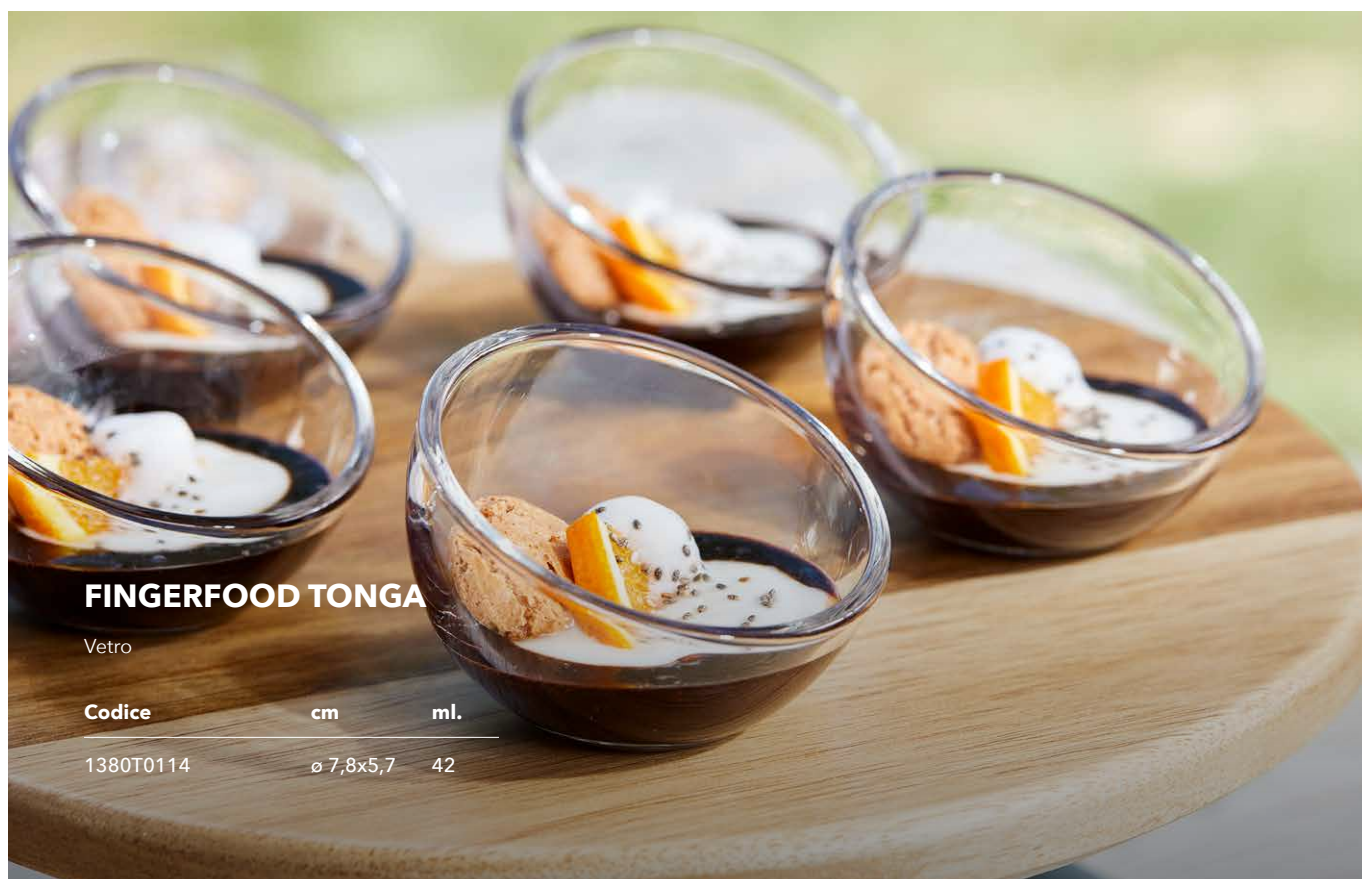 FINGERFOOD TONGA
Vetro
Codice cm ml.
1380T0114 ø 7,8x5,7 42